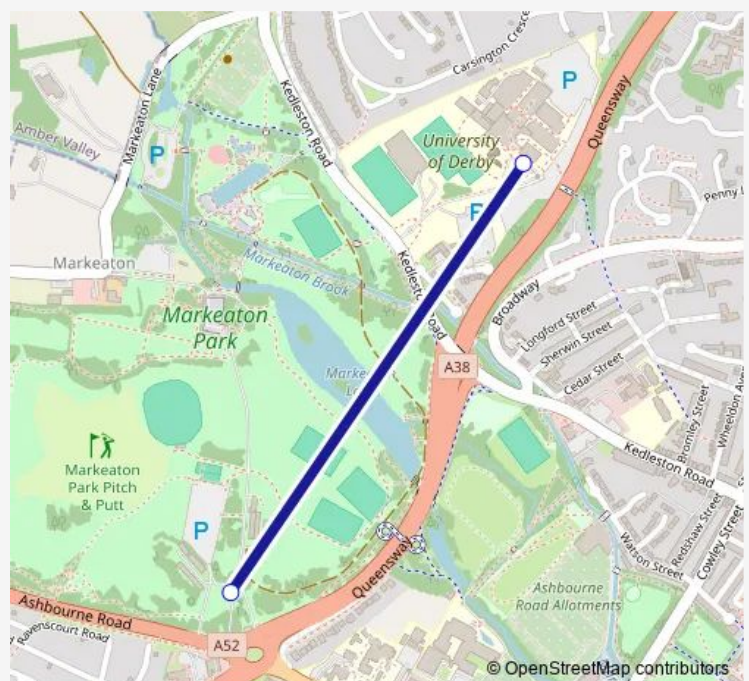 Carsington Cresce
P
Queensway
Markeaton Lane
Kedleston Road
University
of Derby
Amber Valley
P
P
Penny L
Markeaton
Markeaton Brook
Kedleston Road
Broadway
Longford Street
Markeaton
Park
Sherwin Street
A38
Cedar Street
Wheeldon Ave
Bromley Street
Kedleston Road
Markeaton
Park Pitch
& Putt
P
Queensway
Redshaw Street
Cowley Street
Watson Street
Ashbourne
Road Allotments
Ashbourne Road
Ravenscourt Road
A52
© OpenStreetMap contributors